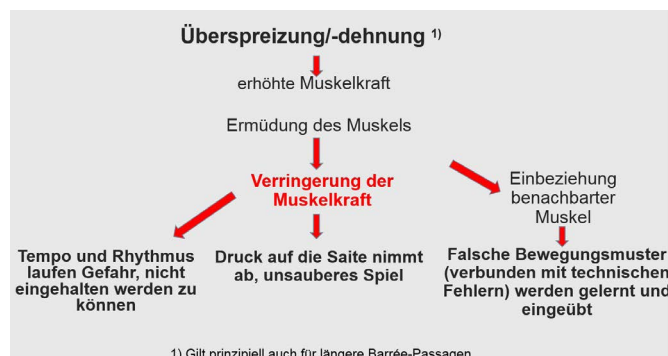 Überspreizung/-dehnung 1)
erhöhte Muskelkraft
Ermüdung des Muskels
Verringerung der
Muskelkraft
Einbeziehung
benachbarter
Muskel
Tempo und Rhythmus
laufen Gefahr, nicht
eingehalten werden zu
können
Druck auf die Saite nimmt
ab, unsauberes Spiel
Falsche Bewegungsmuster
(verbunden mit technischen
Fehlern) werden gelernt und
eingeübt
1) Gilt prinzipiell auch für längere Barrée-Passagen